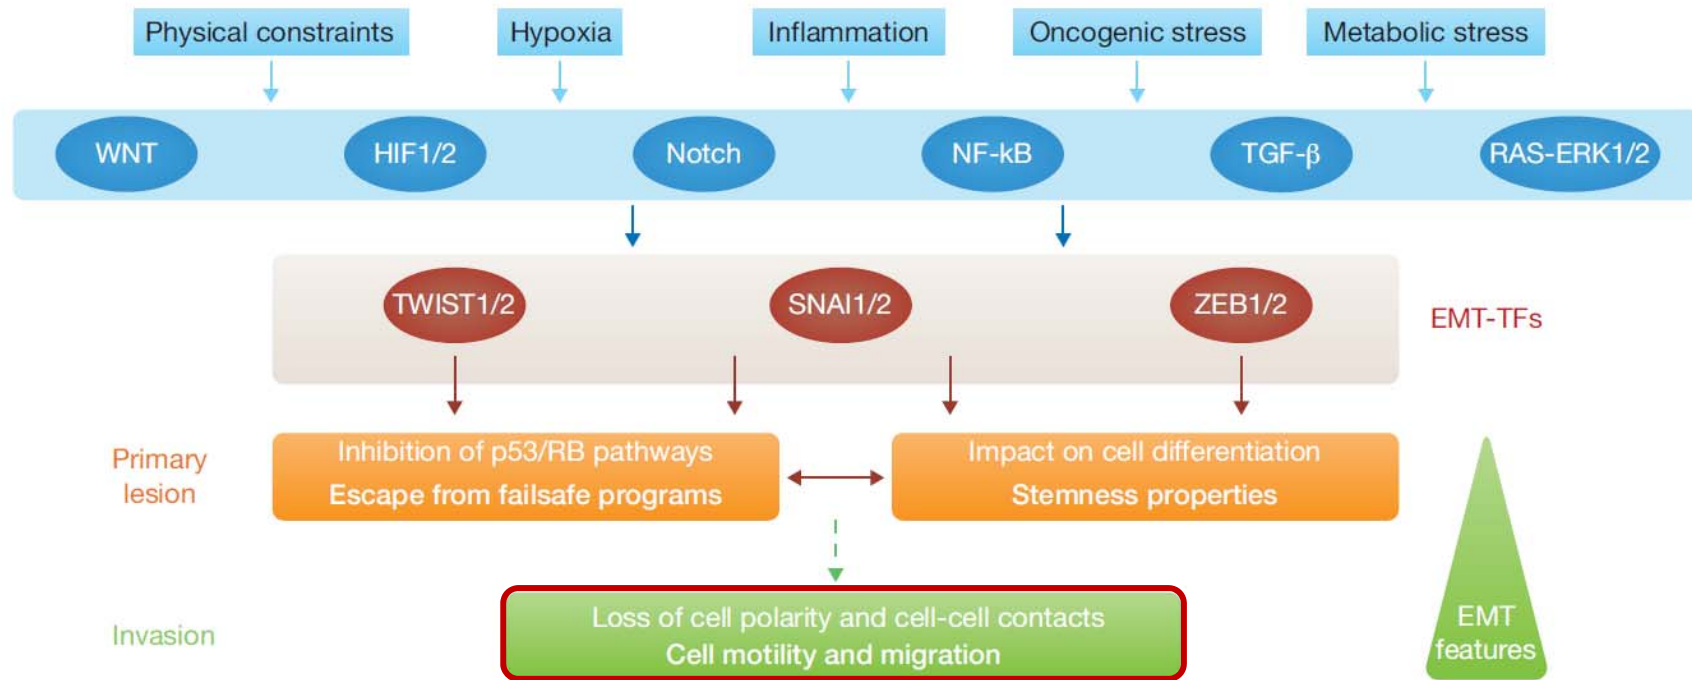 Physical constraints
Hypoxia
Inflammation
Oncogenic stress
Metabolic stress
WNT
HIF1/2
Notch
NF-kB
TGF-β
RAS-ERK1/2
TWIST1/2
SNAI1/2
ZEB1/2
EMT-TFs
Primary
lesion
Inhibition of p53/RB pathways
Escape from failsafe programs
Impact on cell differentiation
Stemness properties
Invasion
Loss of cell polarity and cell-cell contacts
Cell motility and migration
EMT
features